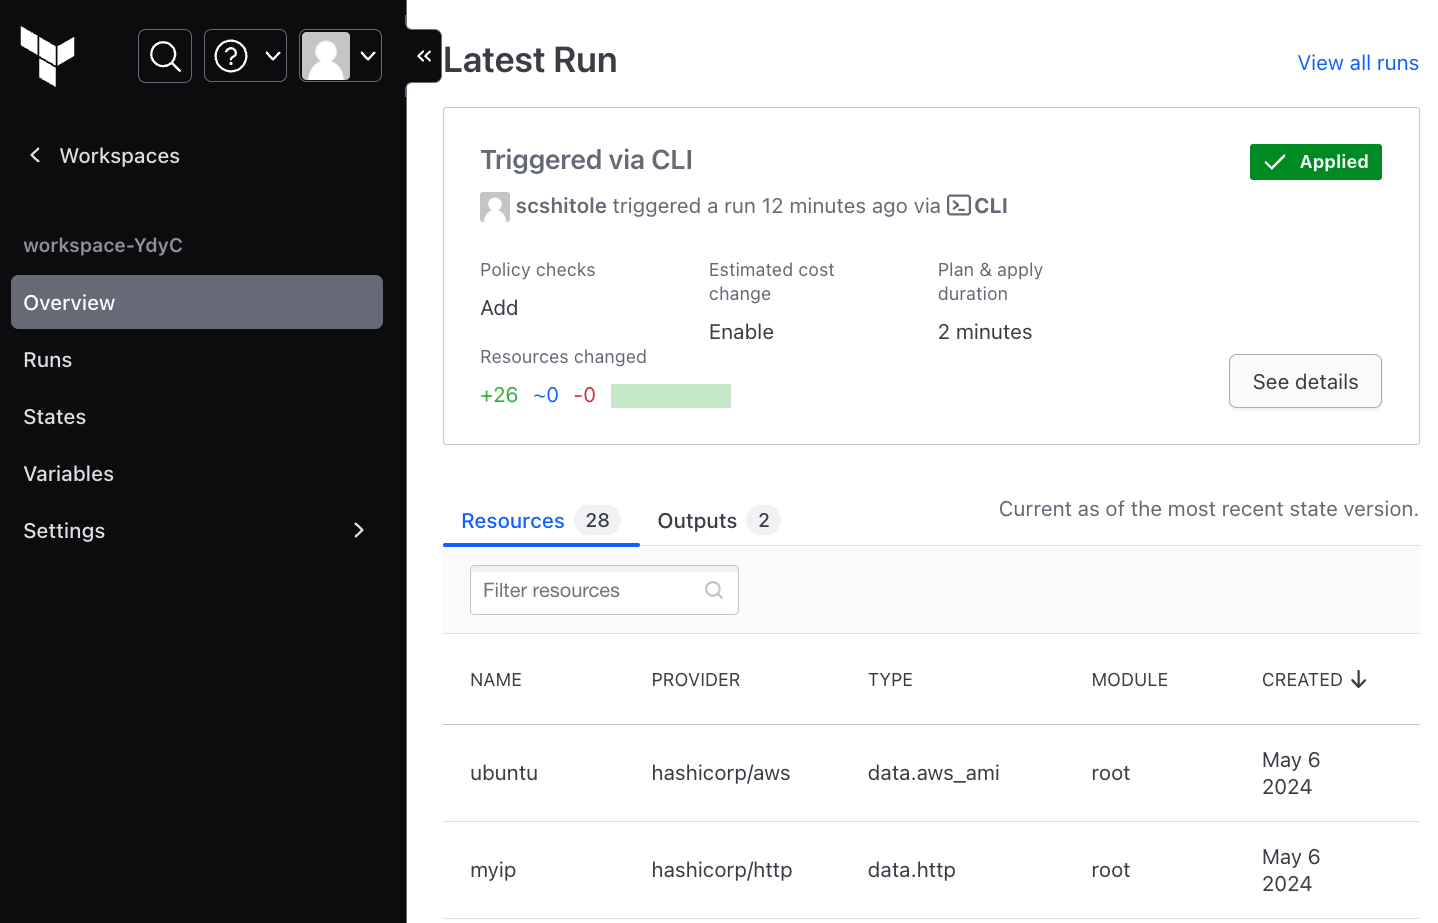 Workspaces
workspace-YdyC
Overview
Runs
States
Variables
Settings
Latest Run
View all runs
Triggered via CLI
Applied
scshitole triggered a run 12 minutes ago via CLI
Policy checks
Add
Estimated cost
change
Enable
Plan & apply
duration
2 minutes
Resources changed
+26 ~0 -0
See details
Resources 28 Outputs 2
Current as of the most recent state version.
Filter resources
NAME PROVIDER TYPE MODULE CREATED
ubuntu hashicorp/aws data.aws_ami root May 6
2024
myip hashicorp/http data.http root May 6
2024